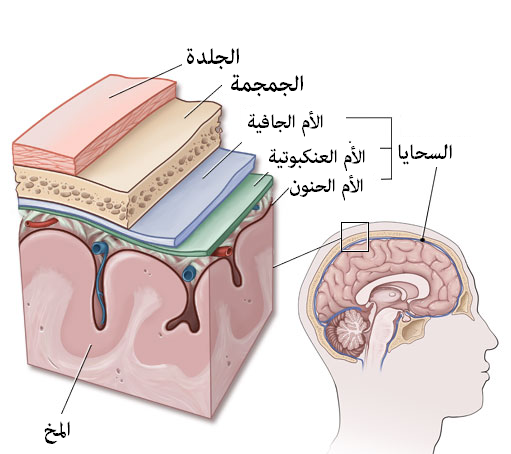 الجلدة
الجمجمة
الأم الجافية
الأم العنكبوتية
الأم الحنون
السحايا
المخ